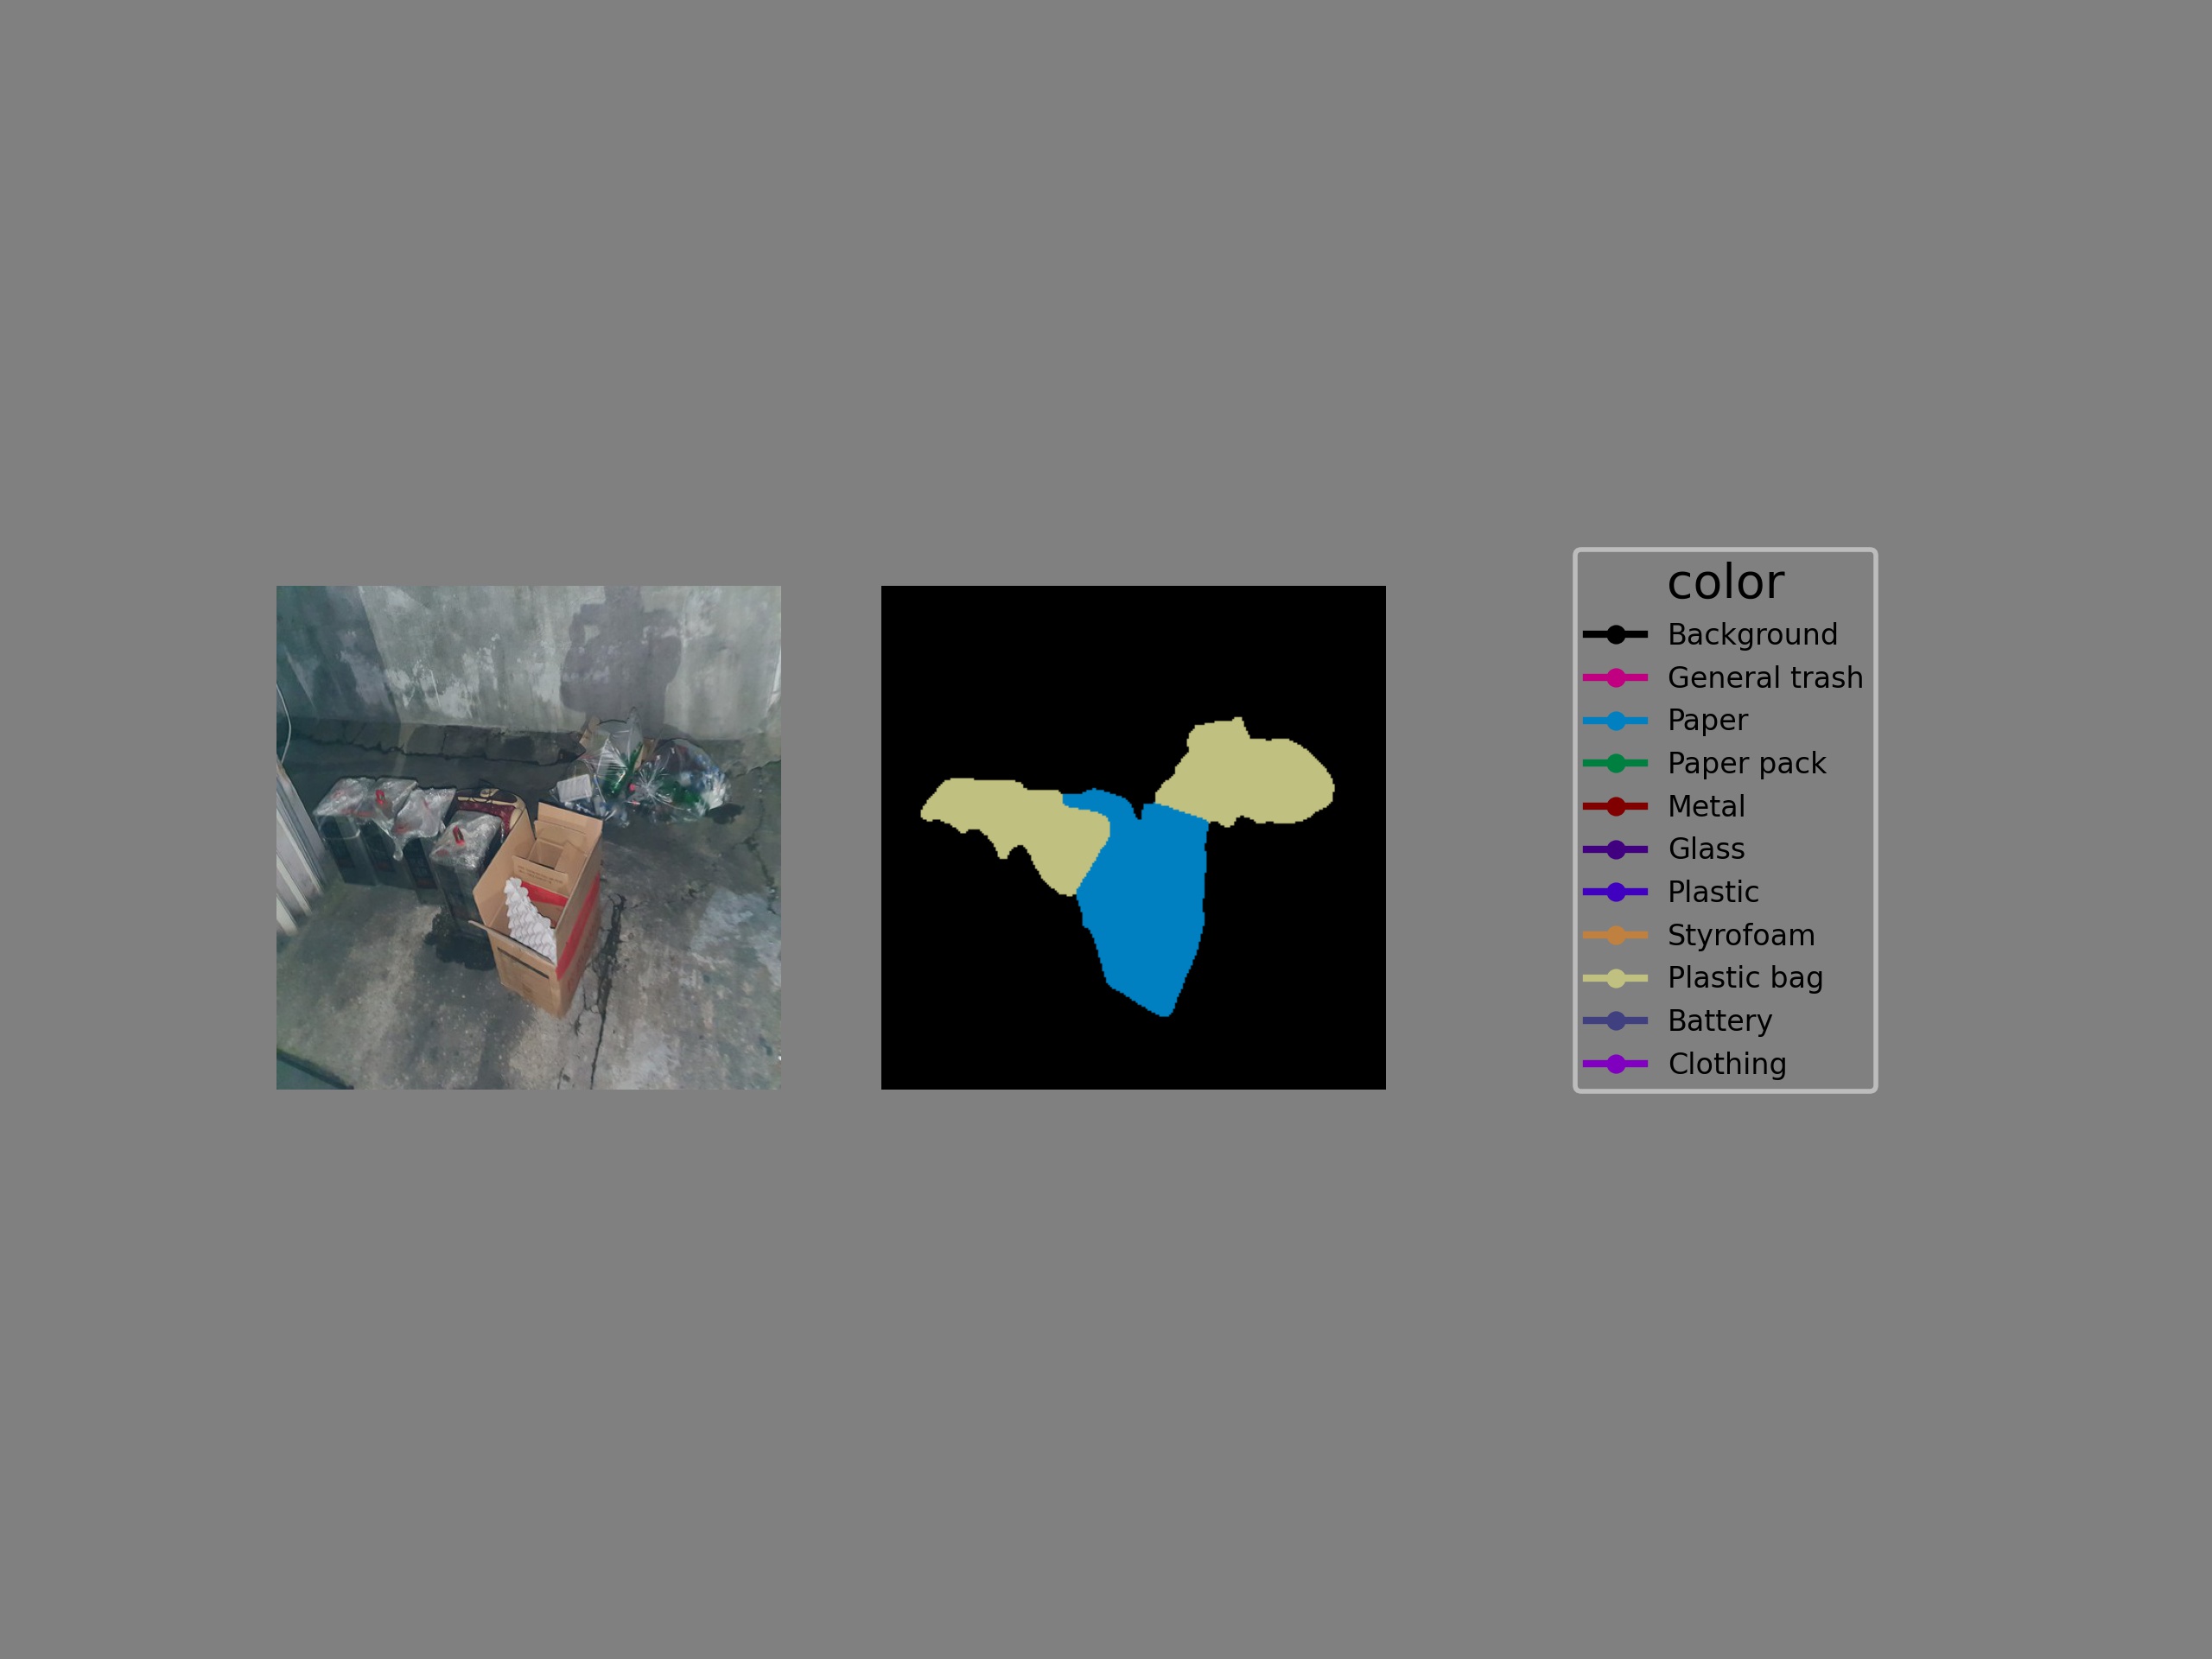 color
Background
General trash
Paper
Paper pack
Metal
Glass
Plastic
Styrofoam
Plastic bag
Battery
Clothing